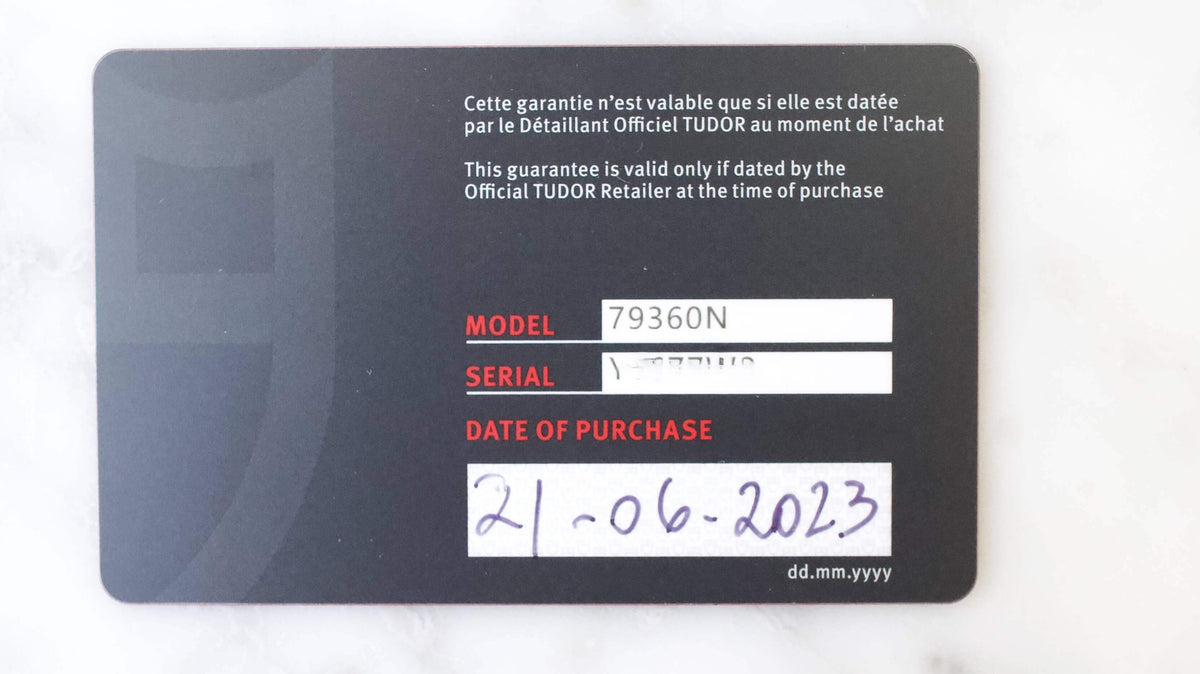 Cette garantie n'est valable que si elle est datée
par le Détaillant Officiel TUDOR au moment de l'achat
This guarantee is valid only if dated by the
Official TUDOR Retailer at the time of purchase
MODEL 79360N
SERIAL
DATE OF PURCHASE
21-06-2023
dd.mm.yyyy